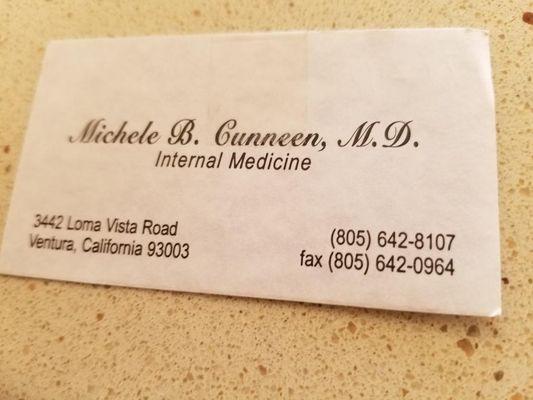 Michele B. Cunneen, M.D.
Internal Medicine
3442 Loma Vista Road
Ventura, California 93003
(805) 642-8107
fax (805) 642-0964